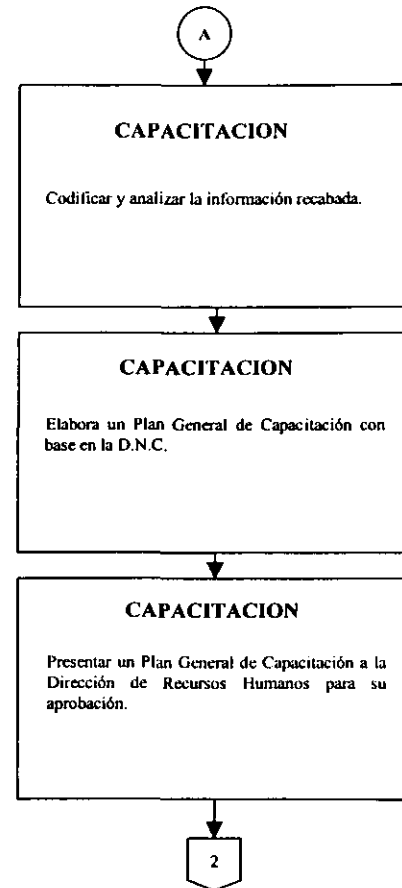 A
CAPACITACION
Codificar y analizar la información recabada.
CAPACITACION
Elabora un Plan General de Capacitación con
base en la D.N.C.
CAPACITACION
Presentar un Plan General de Capacitación a la
Dirección de Recursos Humanos para su
aprobación.
2